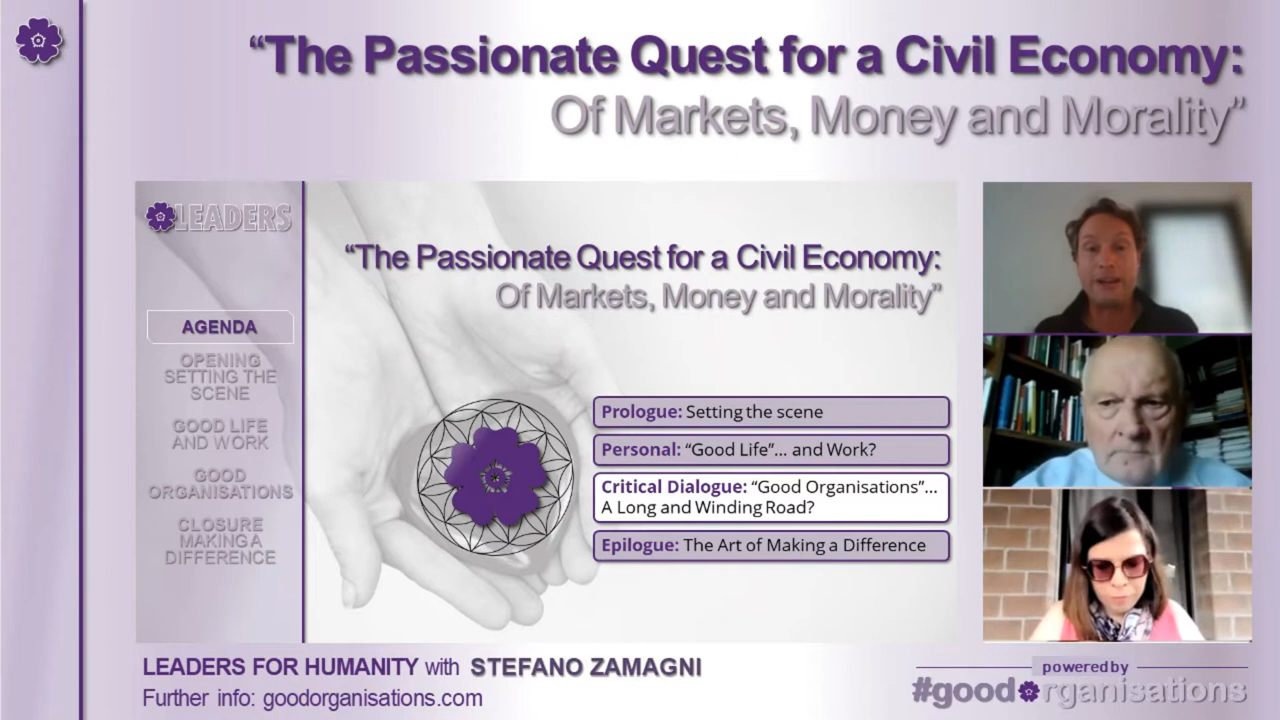 “The Passionate Quest for a Civil Economy:
Of Markets, Money and Morality”
LEADERS
“The Passionate Quest for a Civil Economy:
Of Markets, Money and Morality”
AGENDA
OPENING
SETTING THE
SCENE
GOOD LIFE
AND WORK
GOOD
ORGANISATIONS
CLOSURE
MAKING A
DIFFERENCE
Prologue: Setting the scene
Personal: “Good Life”... and Work?
Critical Dialogue: “Good Organisations”...
A Long and Winding Road?
Epilogue: The Art of Making a Difference
LEADERS FOR HUMANITY with STEFANO ZAMAGNI
Further info: goodorganisations.com
powered by
#good rganisations